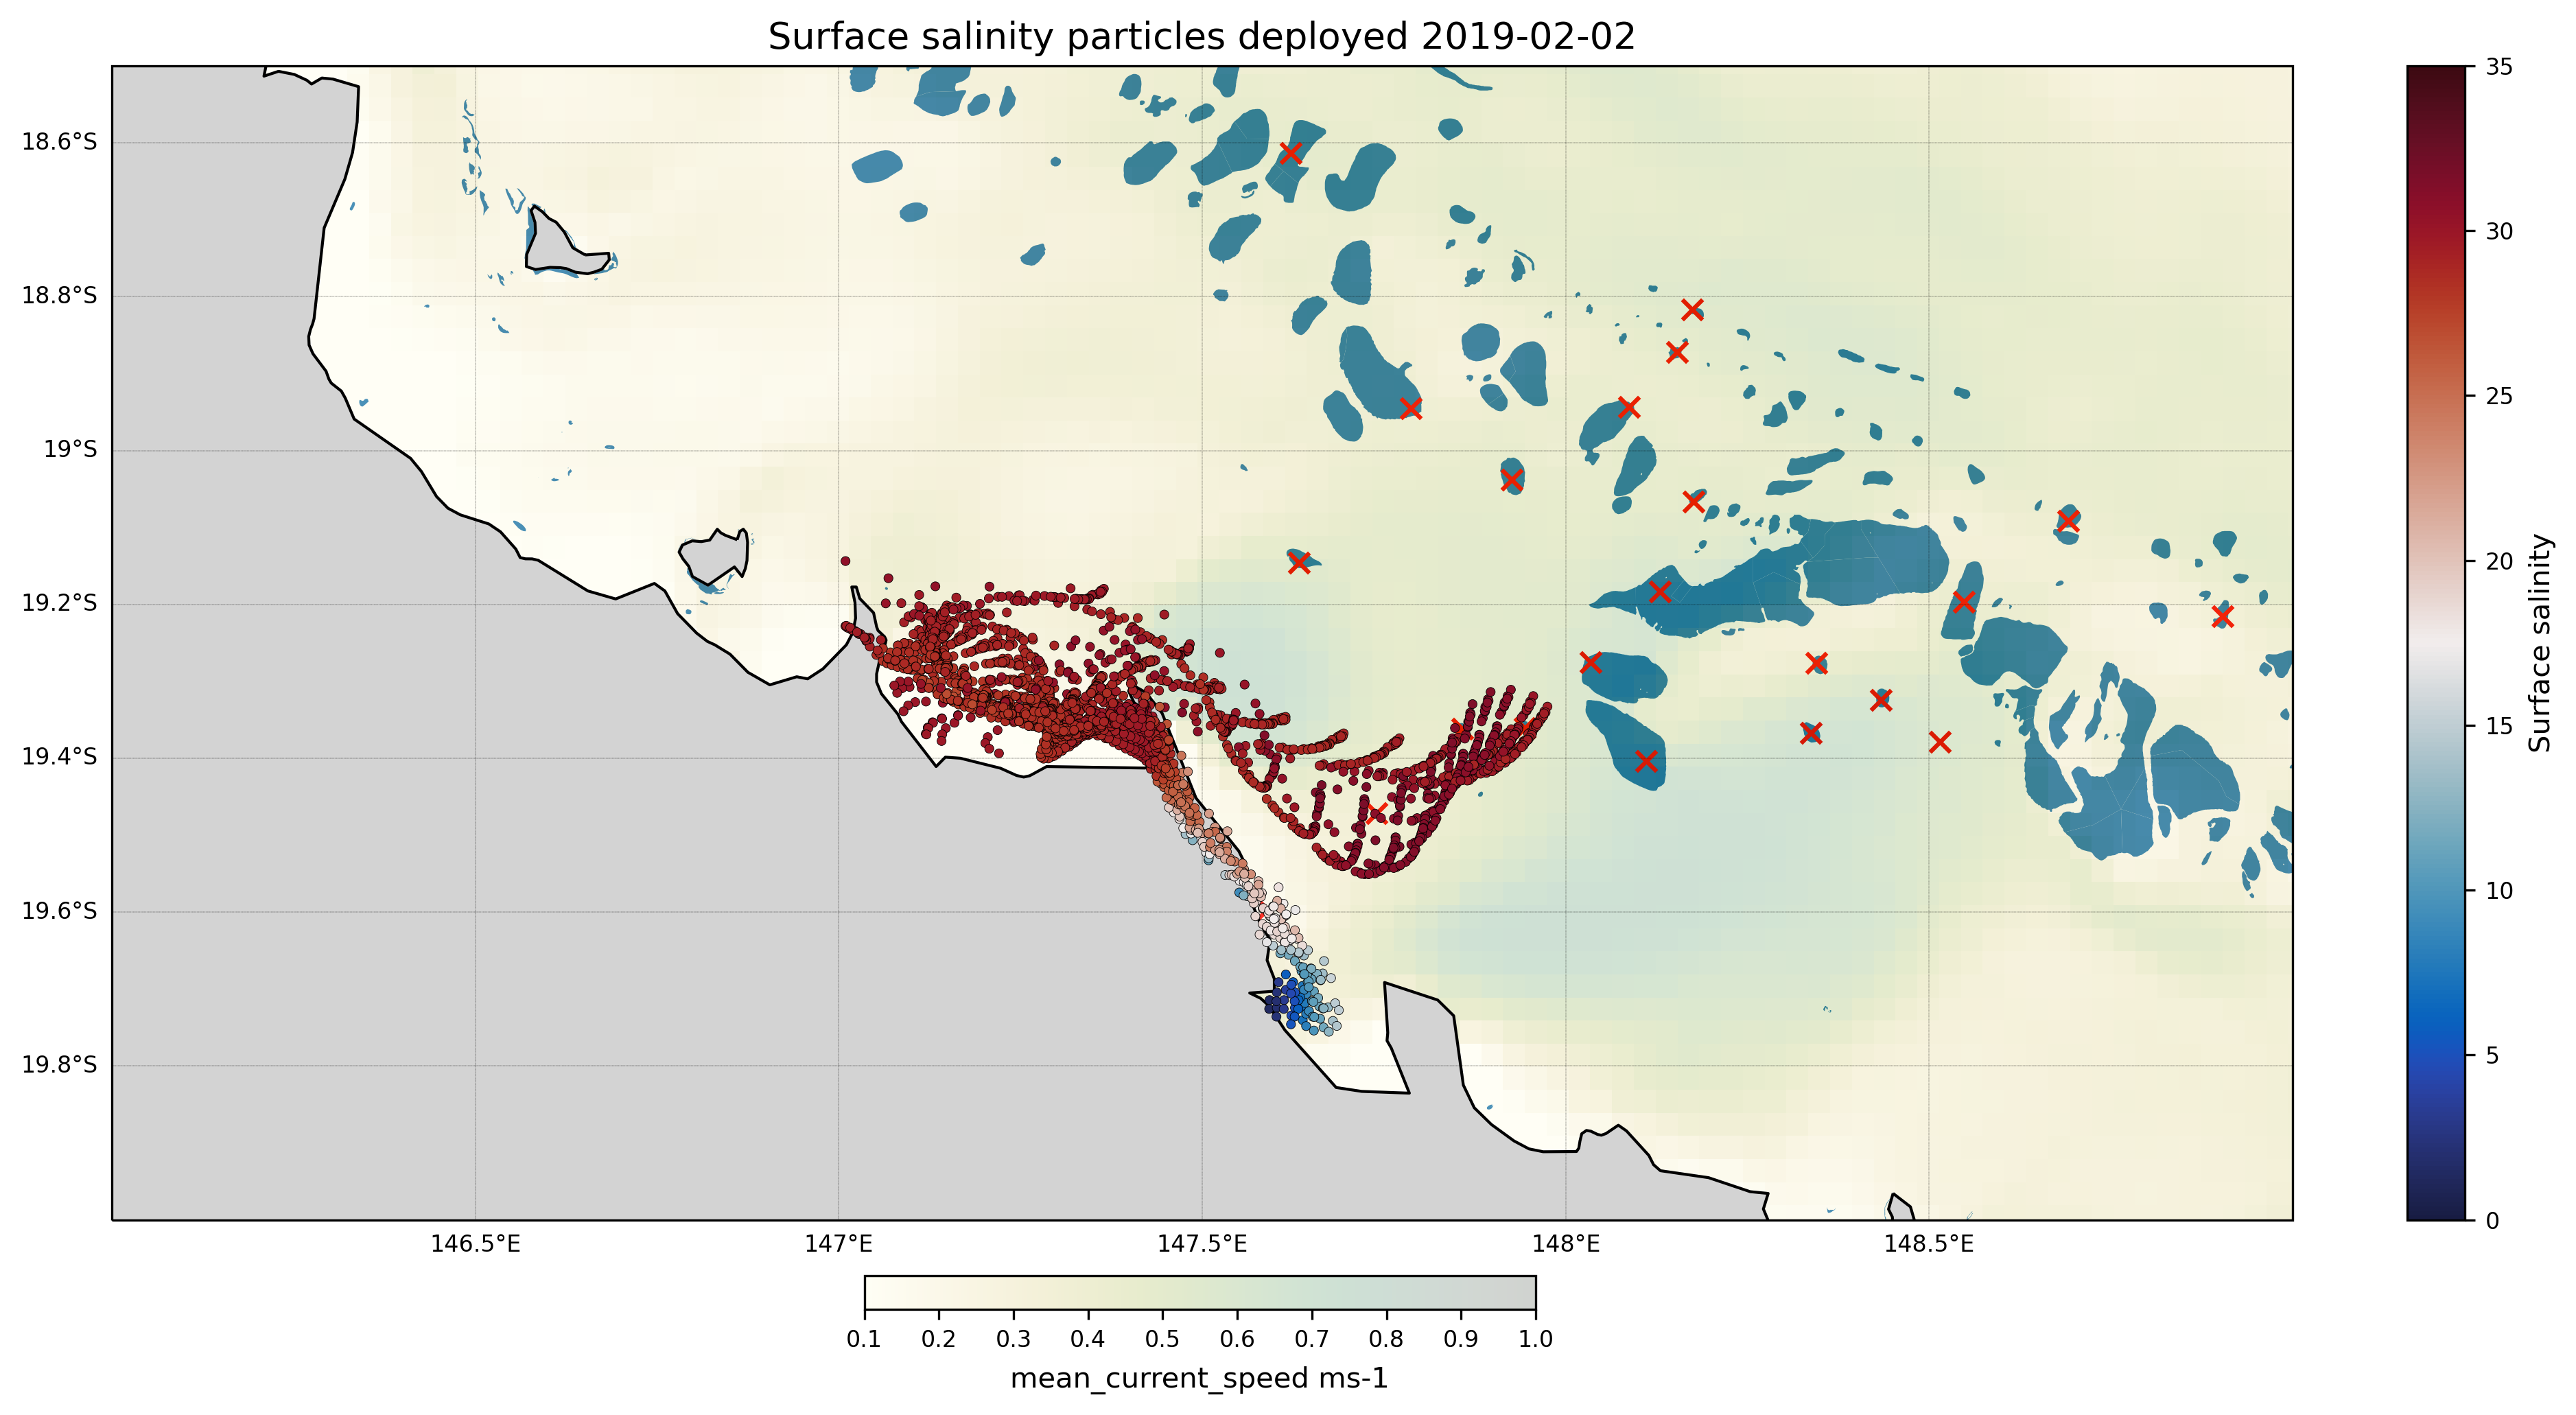 Surface salinity particles deployed 2019-02-02
18.6°S
18.8°S
19°S
19.2°S
19.4°S
19.6°S
19.8°S
146.5°E
147°E
147.5°E
148°E
148.5°E
35
30
25
20
15
10
5
0
Surface salinity
0.1 0.2 0.3 0.4 0.5 0.6 0.7 0.8 0.9 1.0
mean_current_speed ms-1